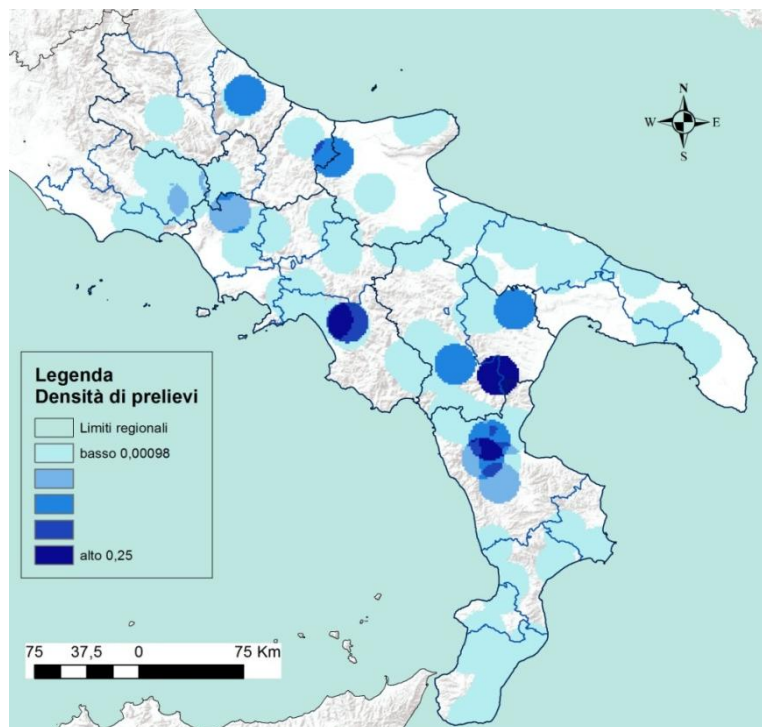 N
W E
S
Legenda
Densità di prelievi
Limiti regionali
basso 0,00098
alto 0,25
75 37,5 0 75 Km